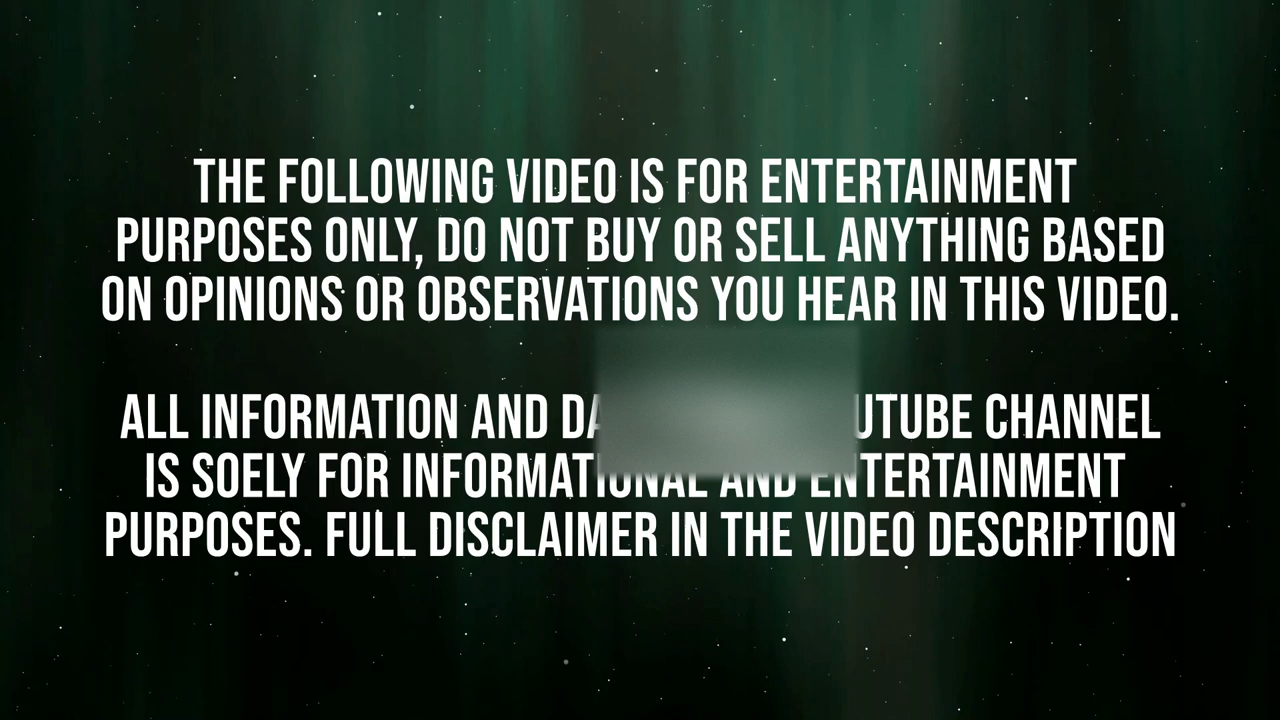 THE FOLLOWING VIDEO IS FOR ENTERTAINMENT
PURPOSES ONLY, DO NOT BUY OR SELL ANYTHING BASED
ON OPINIONS OR OBSERVATIONS YOU HEAR IN THIS VIDEO.
ALL INFORMATION AND CHANNEL
IS SOELY FOR INFORMATIONAL AND ENTERTAINMENT
PURPOSES. FULL DISCLAIMER IN THE VIDEO DESCRIPTION